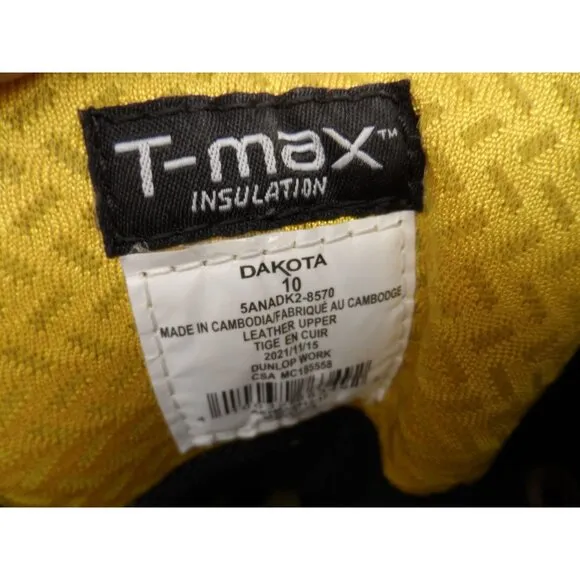 T-max™
INSULATION
DAKOTA
10
5ANADK2-8570
MADE IN CAMBODIA/FABRIQUÉ AU CAMBODGE
LEATHER UPPER
TIGE EN CUIR
2021/11/15
DUNLOP WORK
CSA MC185558